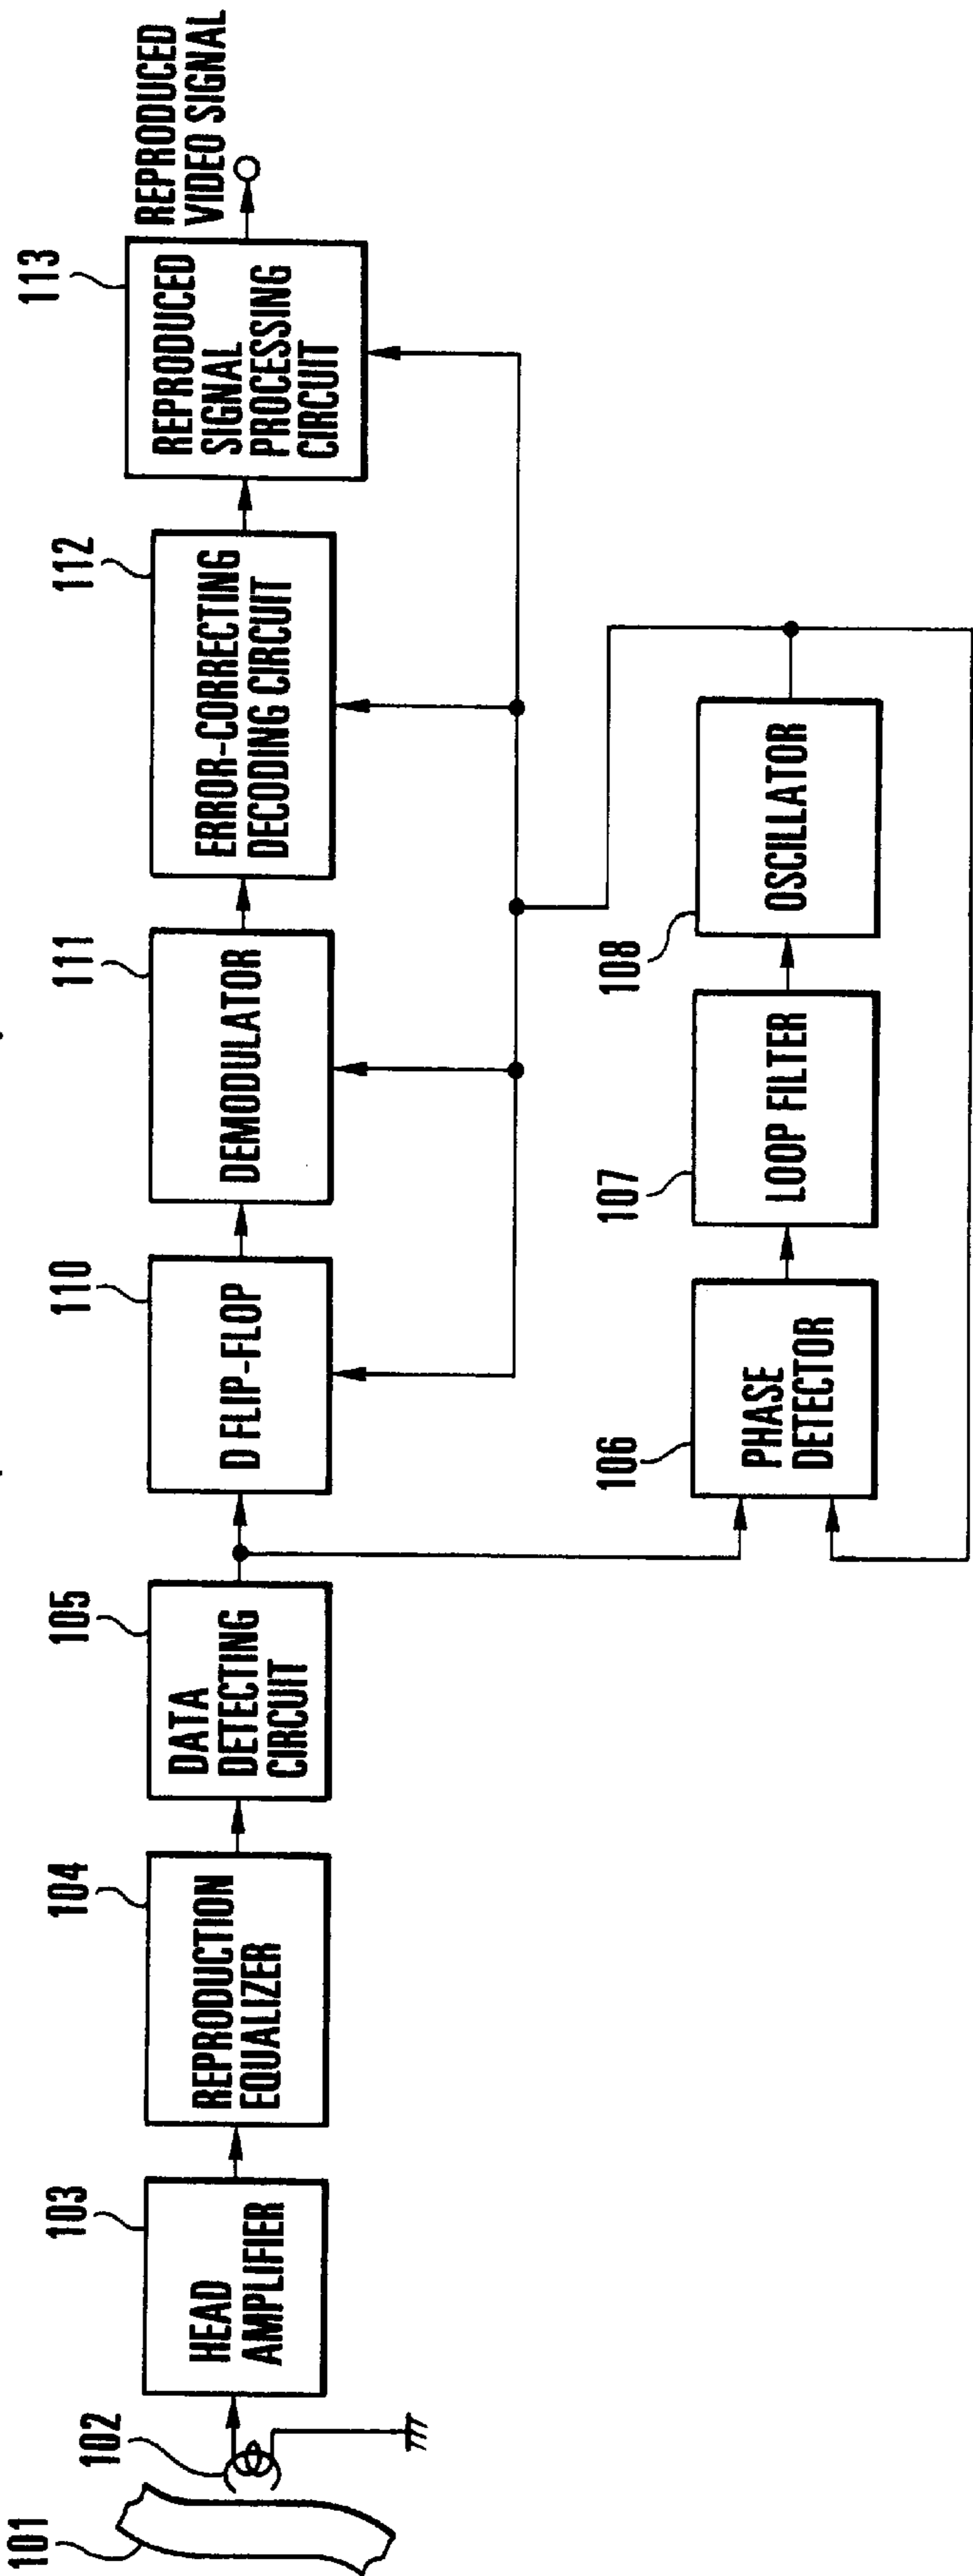 101
102
103
HEAD
AMPLIFIER
104
REPRODUCTION
EQUALIZER
105
DATA
DETECTING
CIRCUIT
110
D FLIP-FLOP
111
DEMODULATOR
112
ERROR-CORRECTING
DECODING CIRCUIT
113
REPRODUCED
SIGNAL
PROCESSING
CIRCUIT
REPRODUCED
VIDEO SIGNAL
106
PHASE
DETECTOR
107
LOOP FILTER
108
OSCILLATOR